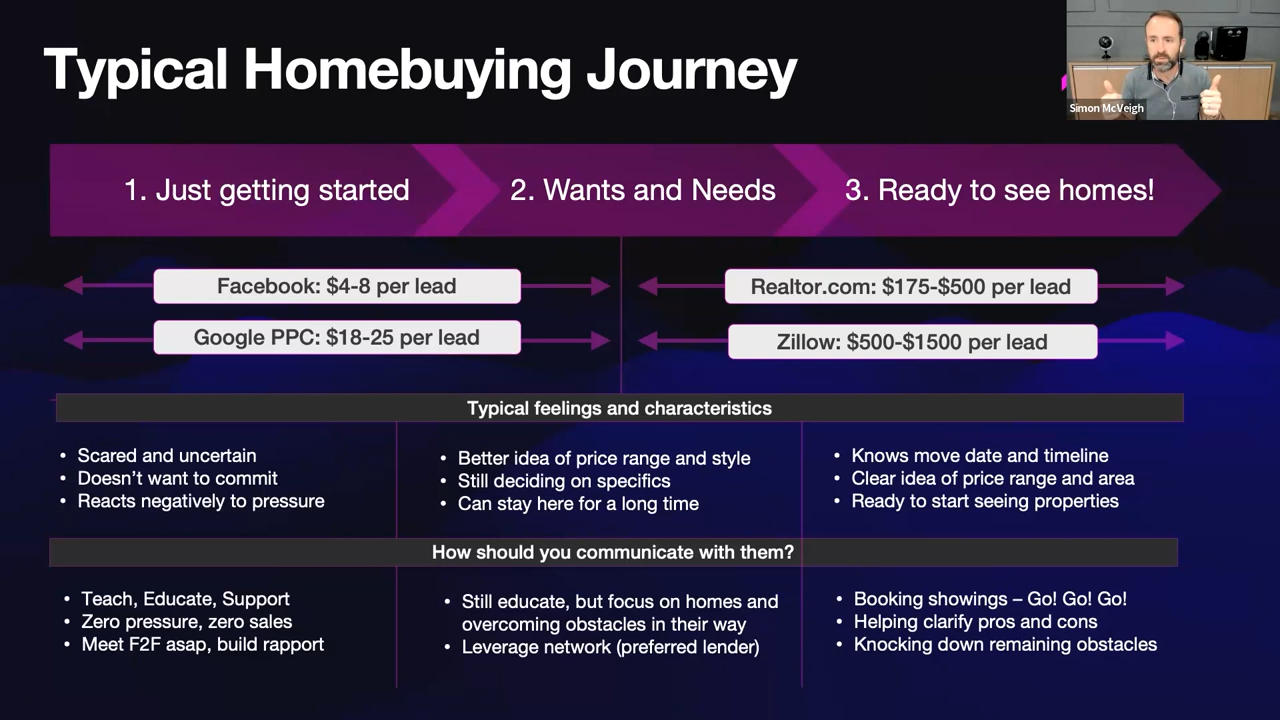 Typical Homebuying Journey
Simon McVeigh
1. Just getting started
2. Wants and Needs
3. Ready to see homes!
Facebook: $4-8 per lead
Realtor.com: $175-$500 per lead
Google PPC: $18-25 per lead
Zillow: $500-$1500 per lead
Typical feelings and characteristics
• Scared and uncertain
• Doesn’t want to commit
• Reacts negatively to pressure
• Better idea of price range and style
• Still deciding on specifics
• Can stay here for a long time
• Knows move date and timeline
• Clear idea of price range and area
• Ready to start seeing properties
How should you communicate with them?
• Teach, Educate, Support
• Zero pressure, zero sales
• Meet F2F asap, build rapport
• Still educate, but focus on homes and
overcoming obstacles in their way
• Leverage network (preferred lender)
• Booking showings – Go! Go! Go!
• Helping clarify pros and cons
• Knocking down remaining obstacles